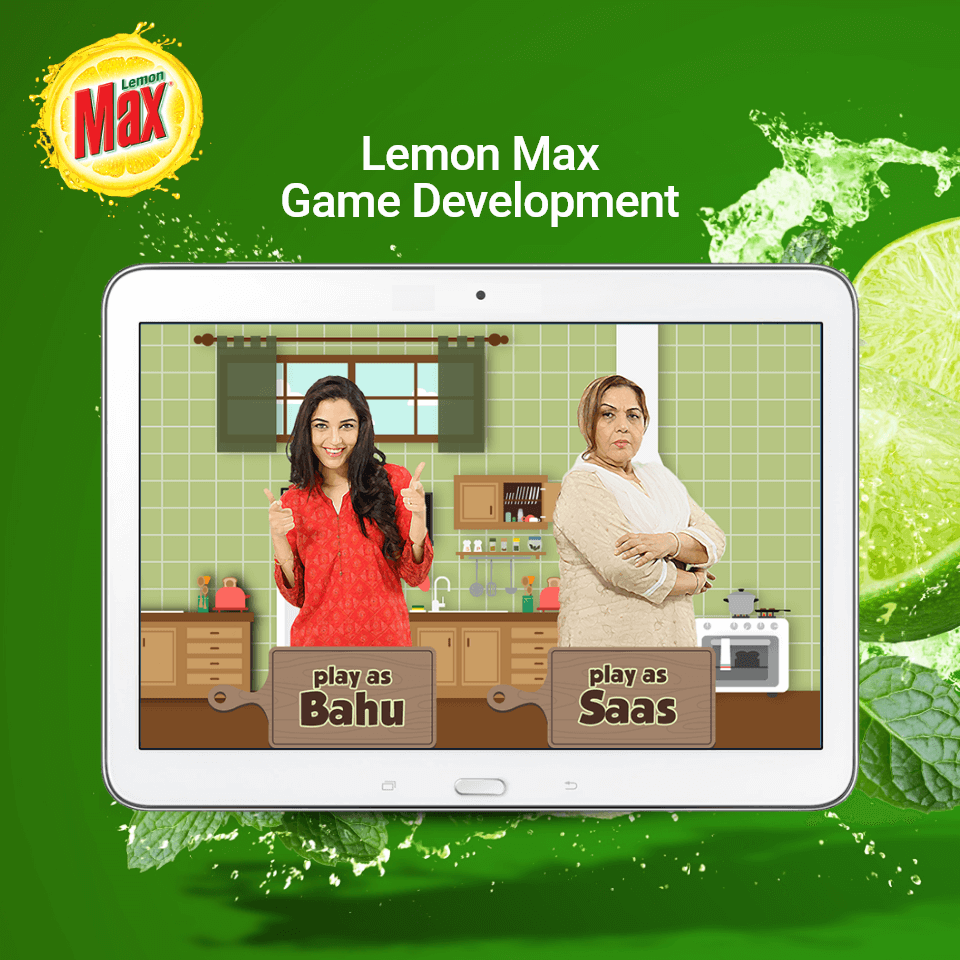 Lemon
Max
Lemon Max
Game Development
play as
Bahu
play as
Saas